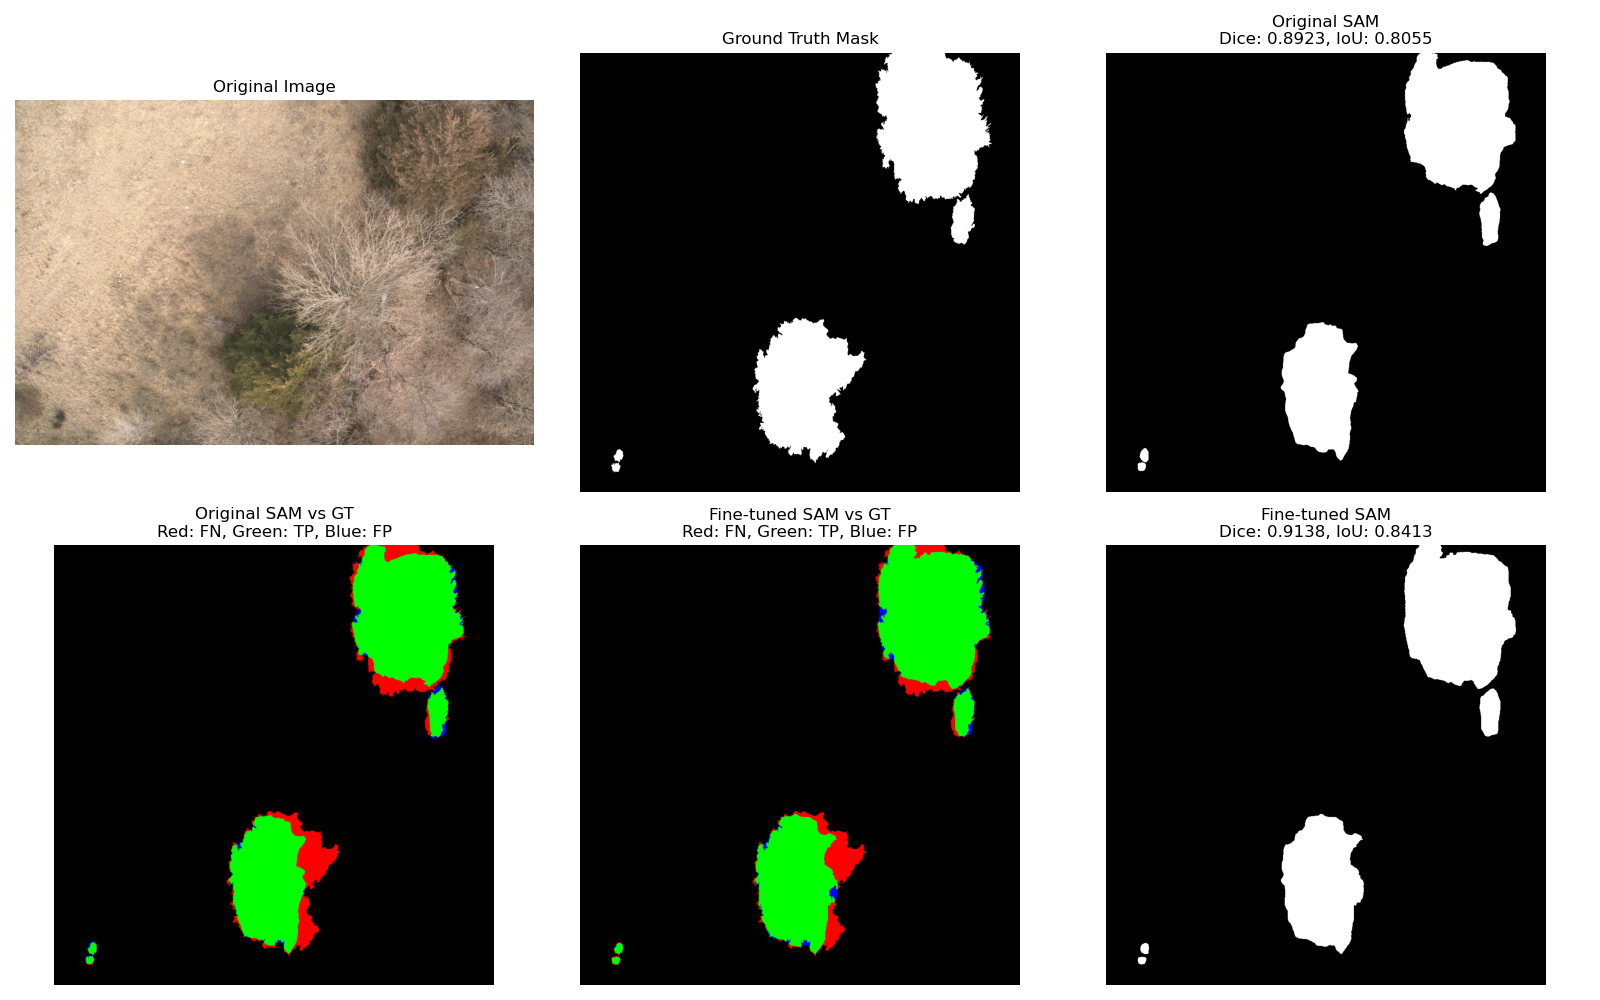 Original Image
Ground Truth Mask
Original SAM
Dice: 0.8923, IoU: 0.8055
Original SAM vs GT
Red: FN, Green: TP, Blue: FP
Fine-tuned SAM vs GT
Red: FN, Green: TP, Blue: FP
Fine-tuned SAM
Dice: 0.9138, IoU: 0.8413